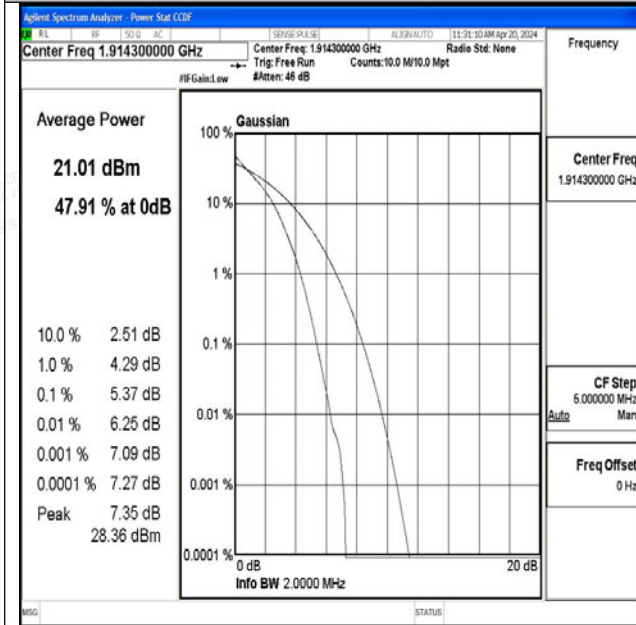 Agilent Spectrum Analyzer - Power Stat CCDF
RL RF 50 Ω AC SENSE:PULSE ALIGN AUTO 11:31:10 AM Apr 20, 2024
Center Freq 1.914300000 GHz
Center Freq: 1.914300000 GHz Radio Std: None
Trig: Free Run Counts:10.0 M/10.0 Mpt
#IFGain:Low #Atten: 46 dB
Frequency
Average Power
21.01 dBm
47.91 % at 0dB
10.0 % 2.51 dB
1.0 % 4.29 dB
0.1 % 5.37 dB
0.01 % 6.25 dB
0.001 % 7.09 dB
0.0001 % 7.27 dB
Peak 7.35 dB
28.36 dBm
Gaussian
100 %
10 %
1 %
0.1 %
0.01 %
0.001 %
0.0001 %
0 dB 20 dB
Info BW 2.0000 MHz
Center Freq
1.914300000 GHz
CF Step
5.000000 MHz
Auto Man
Freq Offset
0 Hz
MSG STATUS